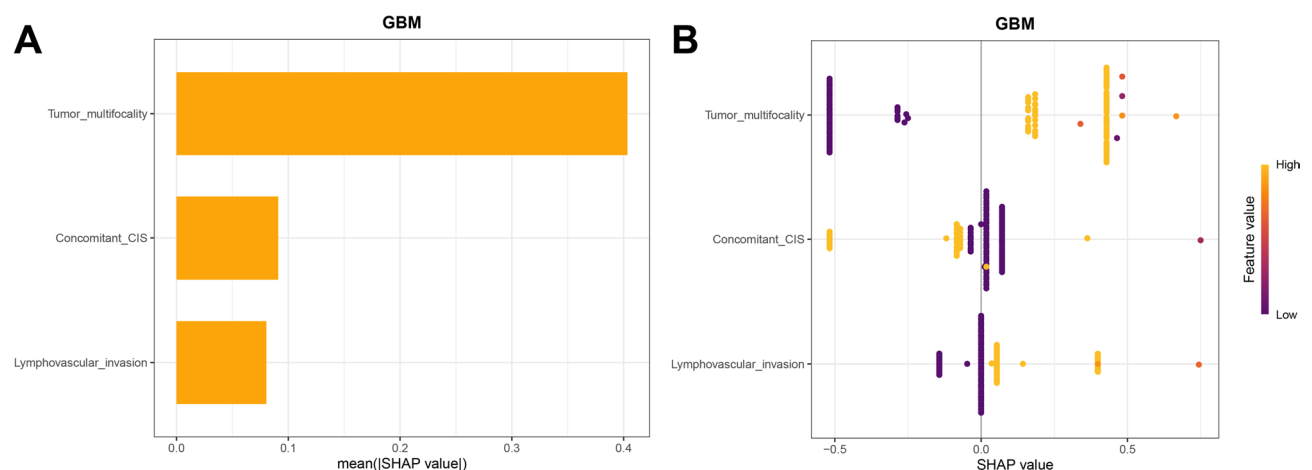 A
GBM
Tumor_multifocality
Concomitant_CIS
Lymphovascular_invasion
0.0
0.1
0.2
0.3
0.4
mean(|SHAP value|)
B
GBM
Tumor_multifocality
Concomitant_CIS
Lymphovascular_invasion
−0.5
0.0
0.5
SHAP value
High
Low
Feature value